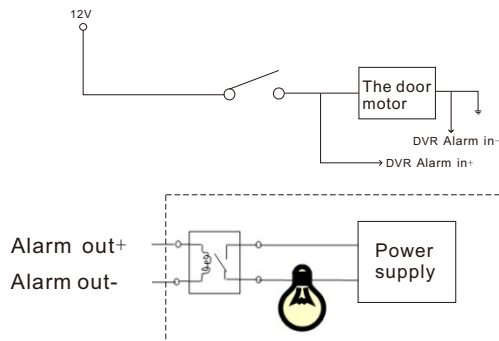 12V
The door
motor
DVR Alarm in-
DVR Alarm in+
Alarm out+
Alarm out-
Power
supply